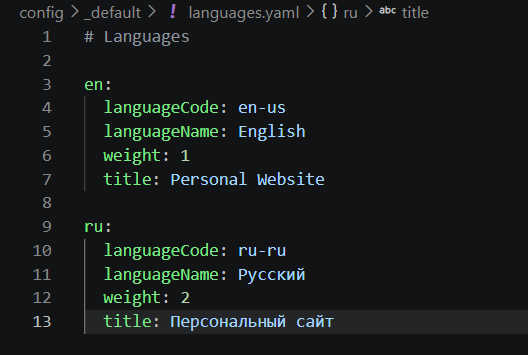 config > _default > ! languages.yaml > { } ru > abc title
1 # Languages
2
3 en:
4 languageCode: en-us
5 languageName: English
6 weight: 1
7 title: Personal Website
8
9 ru:
10 languageCode: ru-ru
11 languageName: Русский
12 weight: 2
13 title: Персональный сайт